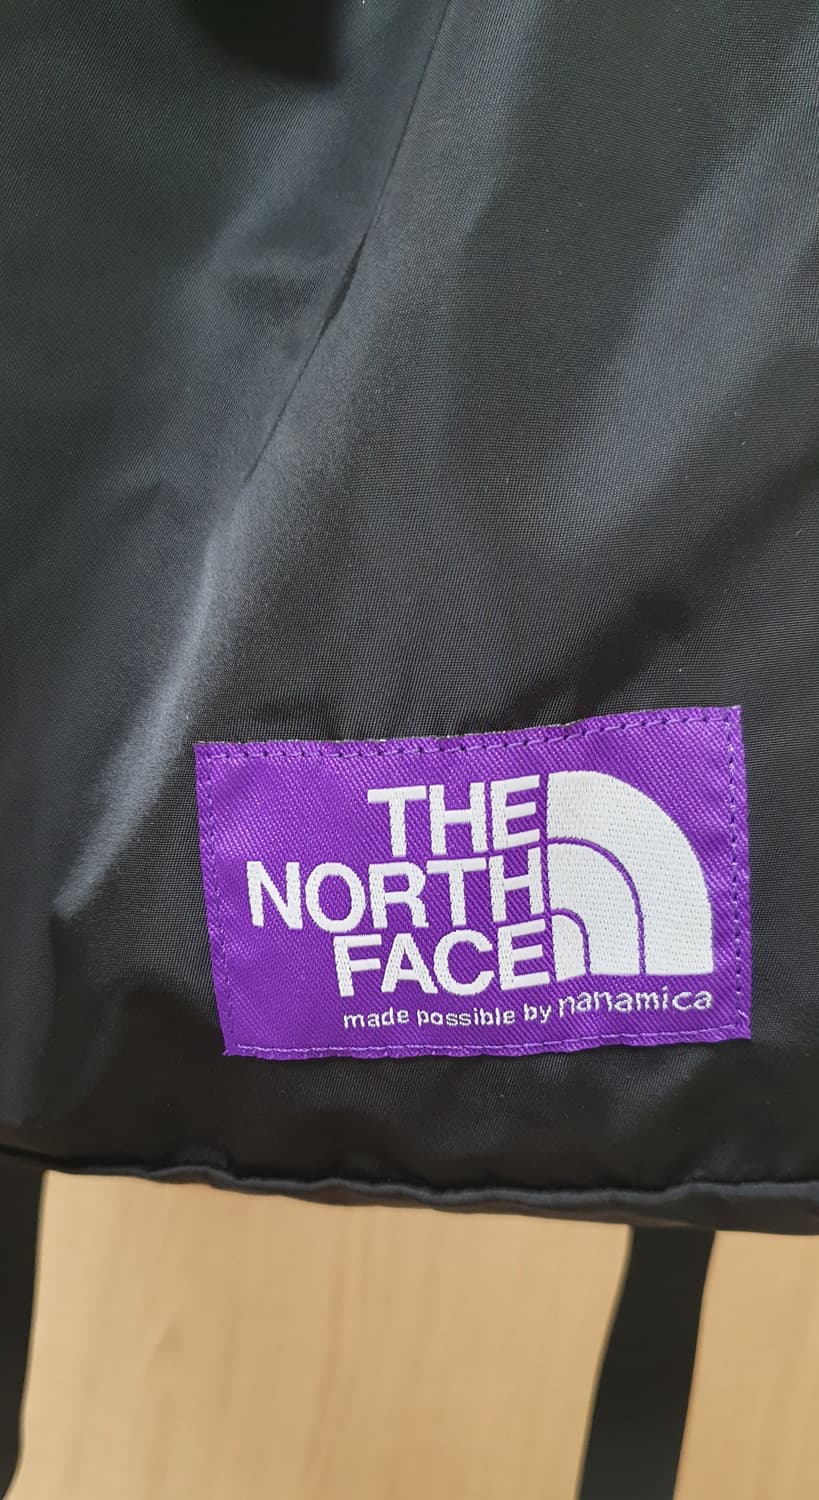 THE
NORTH
FACE
made possible by nanamica